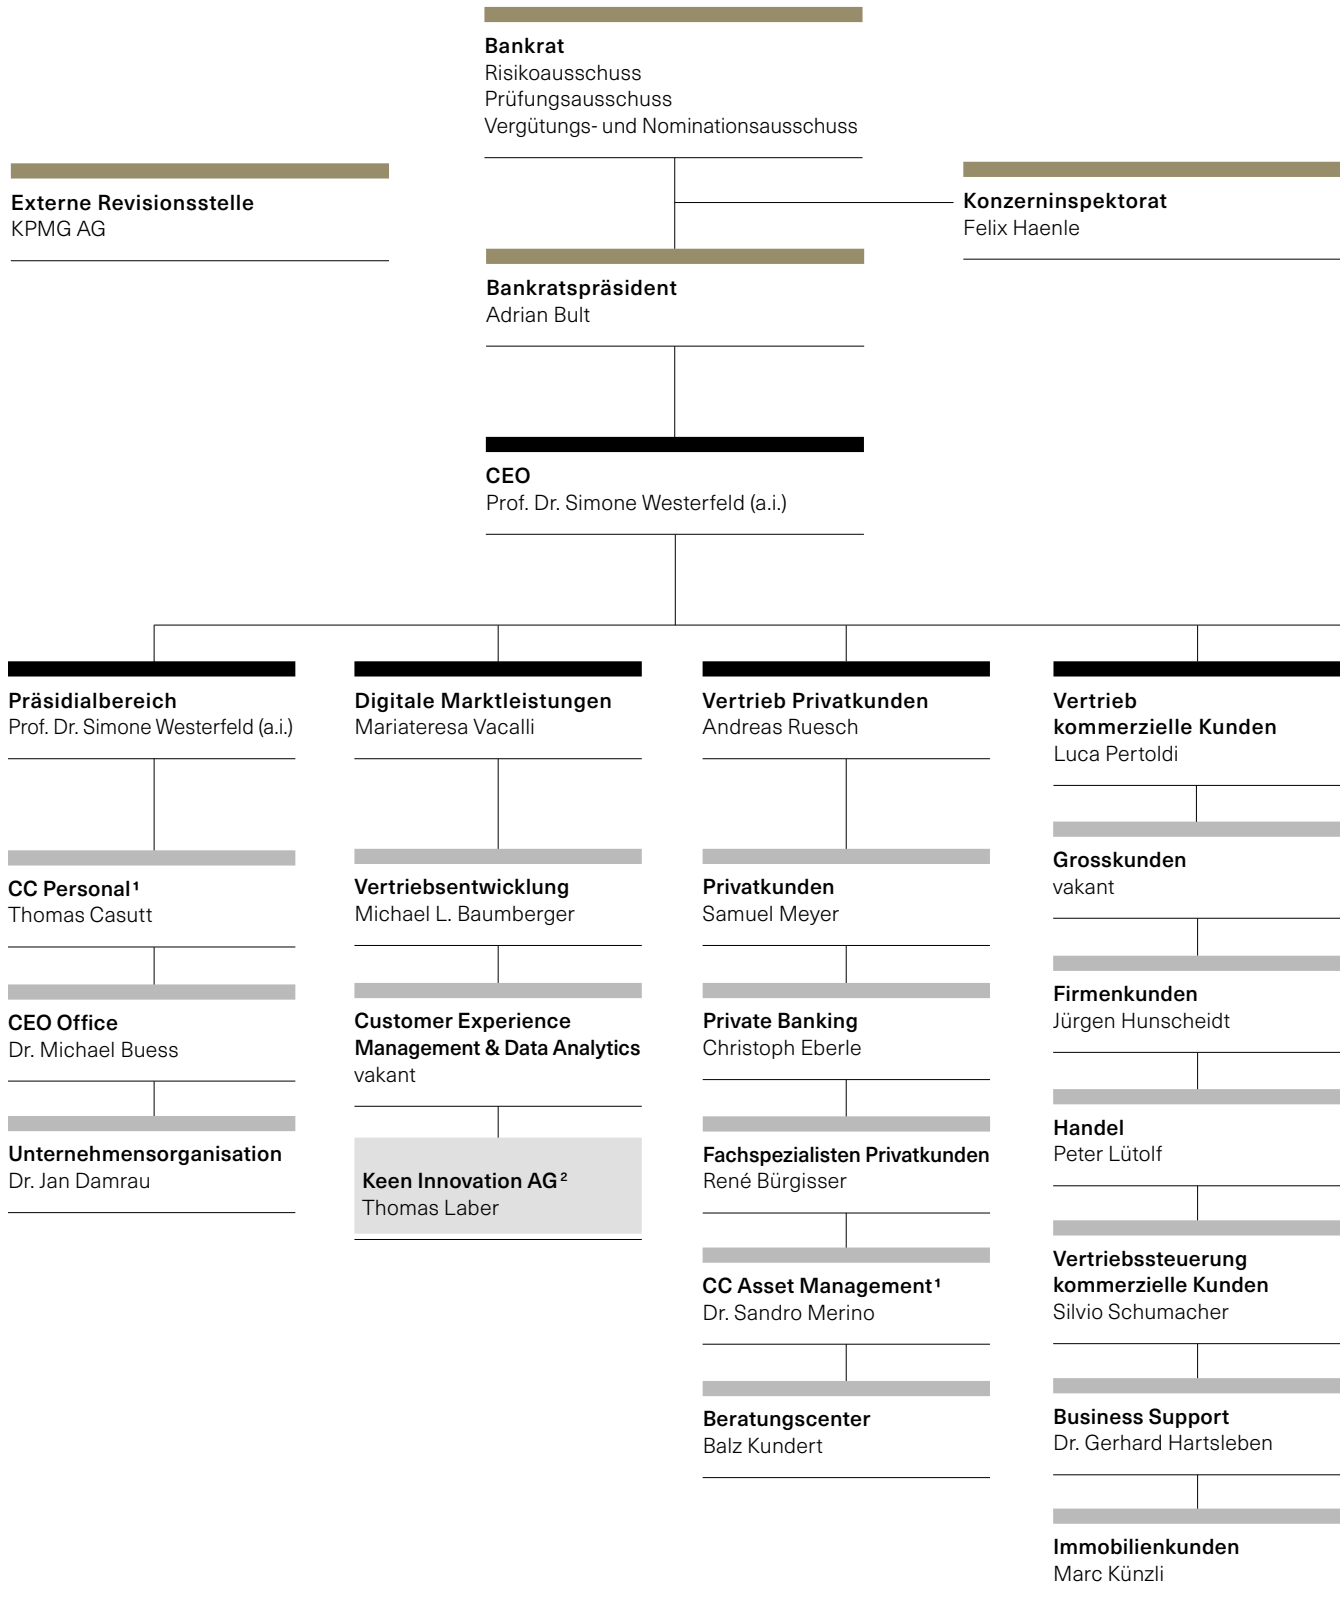 Bankrat
Risikoausschuss
Prüfungsausschuss
Vergütungs- und Nominationsausschuss
Externe Revisionsstelle
KPMG AG
Konzerninspektorat
Felix Haenle
Bankratspräsident
Adrian Bult
CEO
Prof. Dr. Simone Westerfeld (a.i.)
Präsidialbereich
Prof. Dr. Simone Westerfeld (a.i.)
CC Personal¹
Thomas Casutt
CEO Office
Dr. Michael Buess
Unternehmensorganisation
Dr. Jan Damrau
Digitale Marktleistungen
Mariateresa Vacalli
Vertriebsentwicklung
Michael L. Baumberger
Customer Experience
Management & Data Analytics
vakant
Keen Innovation AG²
Thomas Laber
Vertrieb Privatkunden
Andreas Ruesch
Privatkunden
Samuel Meyer
Private Banking
Christoph Eberle
Fachspezialisten Privatkunden
René Bürgisser
CC Asset Management¹
Dr. Sandro Merino
Beratungscenter
Balz Kundert
Vertrieb
kommerzielle Kunden
Luca Pertoldi
Grosskunden
vakant
Firmenkunden
Jürgen Hunscheidt
Handel
Peter Lütolf
Vertriebssteuerung
kommerzielle Kunden
Silvio Schumacher
Business Support
Dr. Gerhard Hartsleben
Immobilienkunden
Marc Künzli